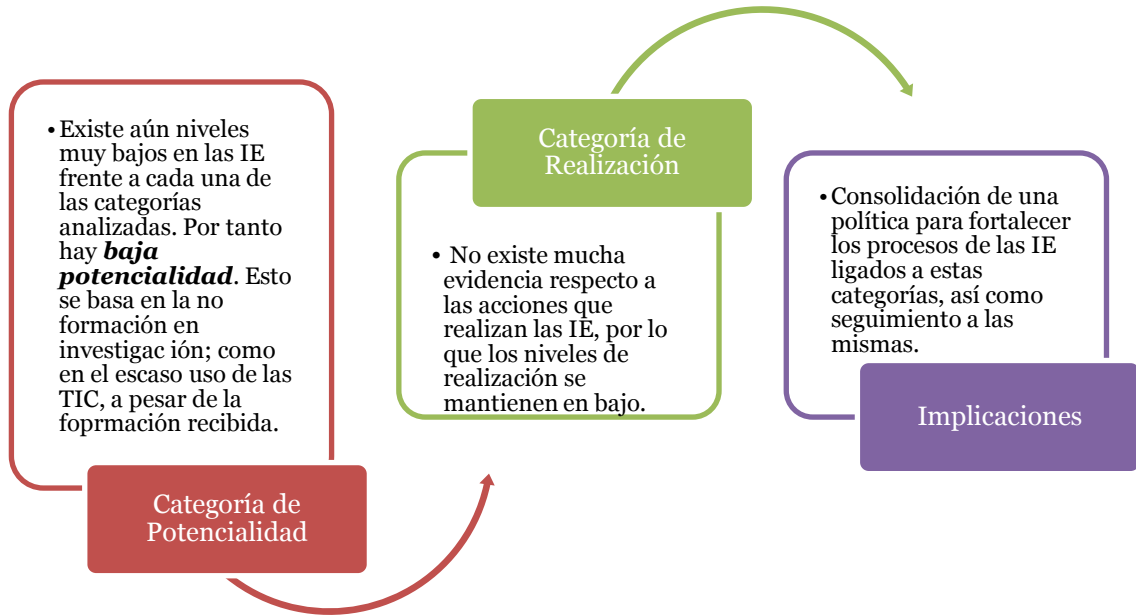 •Existe aún niveles
muy bajos en las IE
frente a cada una de
las categorías
analizadas. Por tanto
hay baja
potencialidad. Esto
se basa en la no
formación en
investigac ión; como
en el escaso uso de las
TIC, a pesar de la
foprmación recibida.
Categoría de
Potencialidad
Categoría de
Realización
• No existe mucha
evidencia respecto a
las acciones que
realizan las IE, por lo
que los niveles de
realización se
mantienen en bajo.
•Consolidación de una
política para fortalecer
los procesos de las IE
ligados a estas
categorías, así como
seguimiento a las
mismas.
Implicaciones